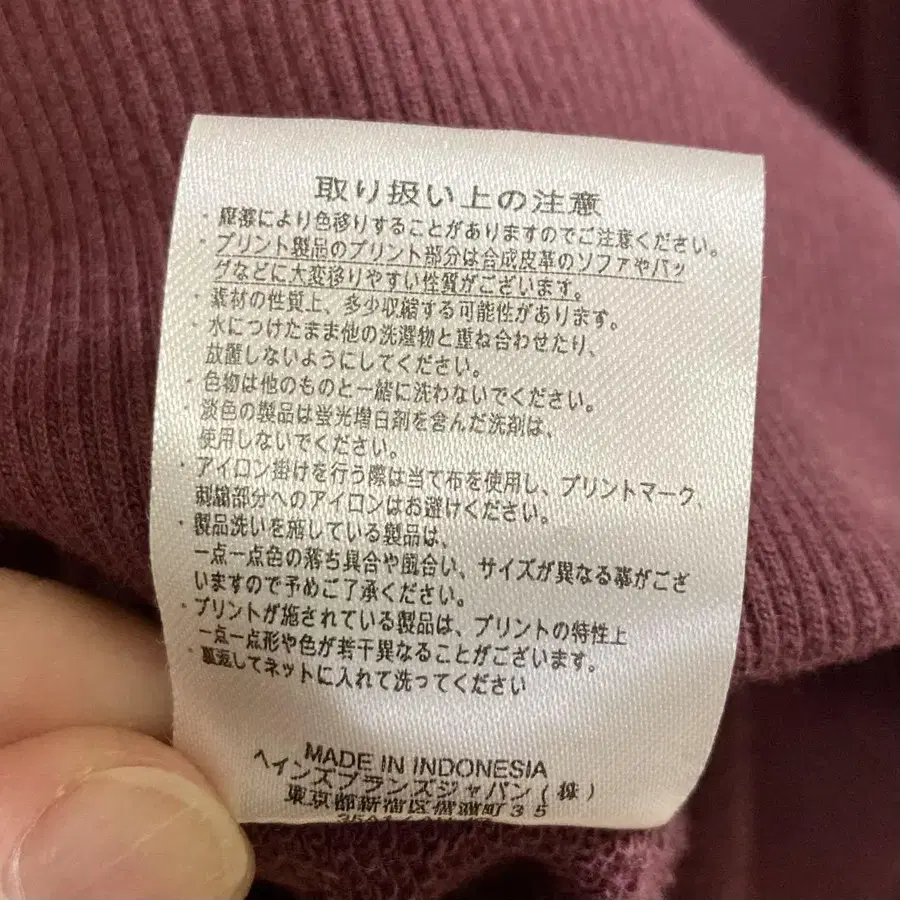 取り扱い上の注意
・摩擦により色移りすることがありますのでご注意ください。
・プリント製品のプリント部分は合成皮革のソファやバッ
グなどに大変移りやすい性質がございます。
・素材の性質上、多少収縮する可能性があります。
・水につけたまま他の洗濯物と重ね合わせたり、
放置しないようにしてください。
・色物は他のものと一緒に洗わないでください。
・淡色の製品は蛍光増白剤を含んだ洗剤は、
使用しないでください。
・アイロン掛けを行う際は当て布を使用し、プリントマーク、
刺繍部分へのアイロンはお避けください。
・製品洗いを施している製品は、
一点一点色の落ち具合や風合い、サイズが異なる事がござ
いますので予めご了承ください。
・プリントが施されている製品は、プリントの特性上
一点一点形や色が若干異なることがございます。
・裏返してネットに入れて洗ってください
MADE IN INDONESIA
ヘインズブランズジャパン(株)
東京都新宿区揚場町35